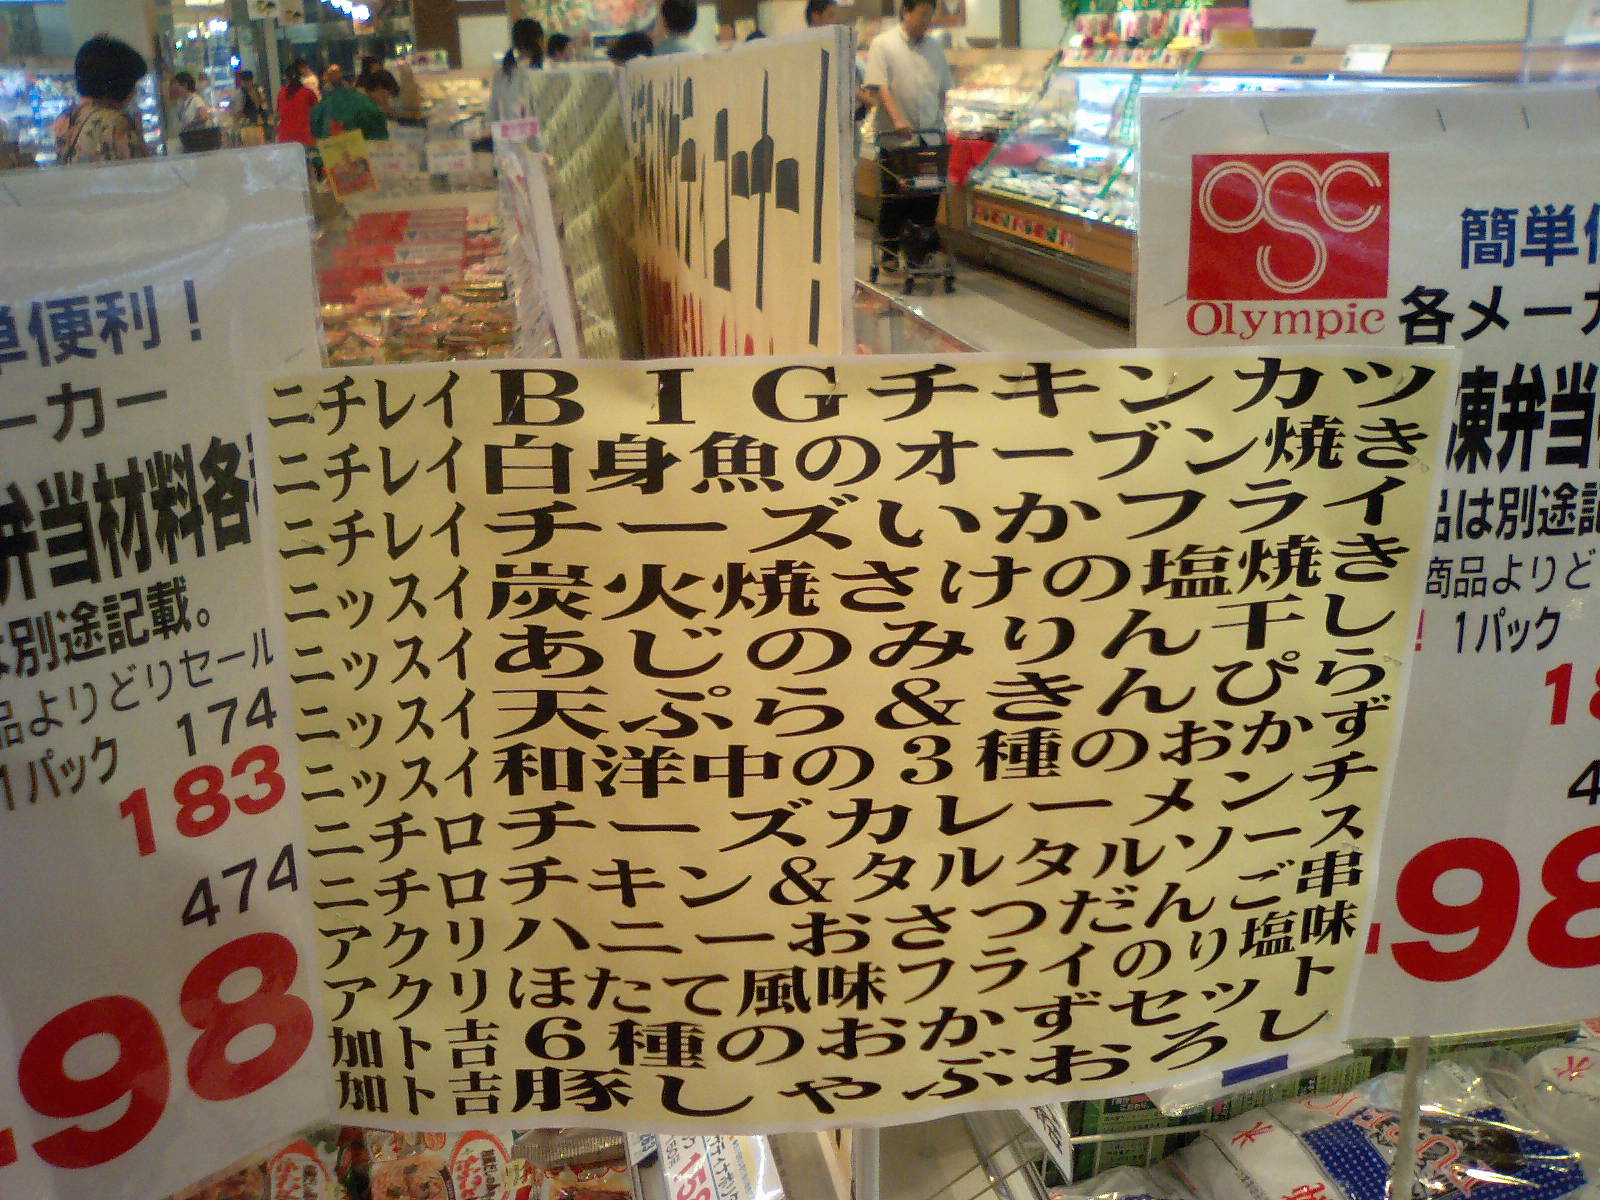 コーナー!
単便利!
ーカー
弁当材料各
は別途記載。
品よりどりセール
1パック 174
183
474
98
ニチレイ BIGチキンカツ
ニチレイ 白身魚のオーブン焼き
ニチレイ チーズいかフライ
ニッスイ 炭火焼さけの塩焼き
ニッスイ あじのみりん干し
ニッスイ 天ぷら&きんぴら
ニッスイ 和洋中の3種のおかず
ニチロ チーズカレーメンチ
ニチロ チキン&タルタルソース
アクリ ハニーおさつだんご串
アクリ ほたて風味フライのり塩味
加ト吉 6種のおかずセット
加ト吉 豚しゃぶおろし
OSC
Olympic
簡単
各メーカ
凍弁当
品は別途記
商品よりど
! 1パック
18
4
98